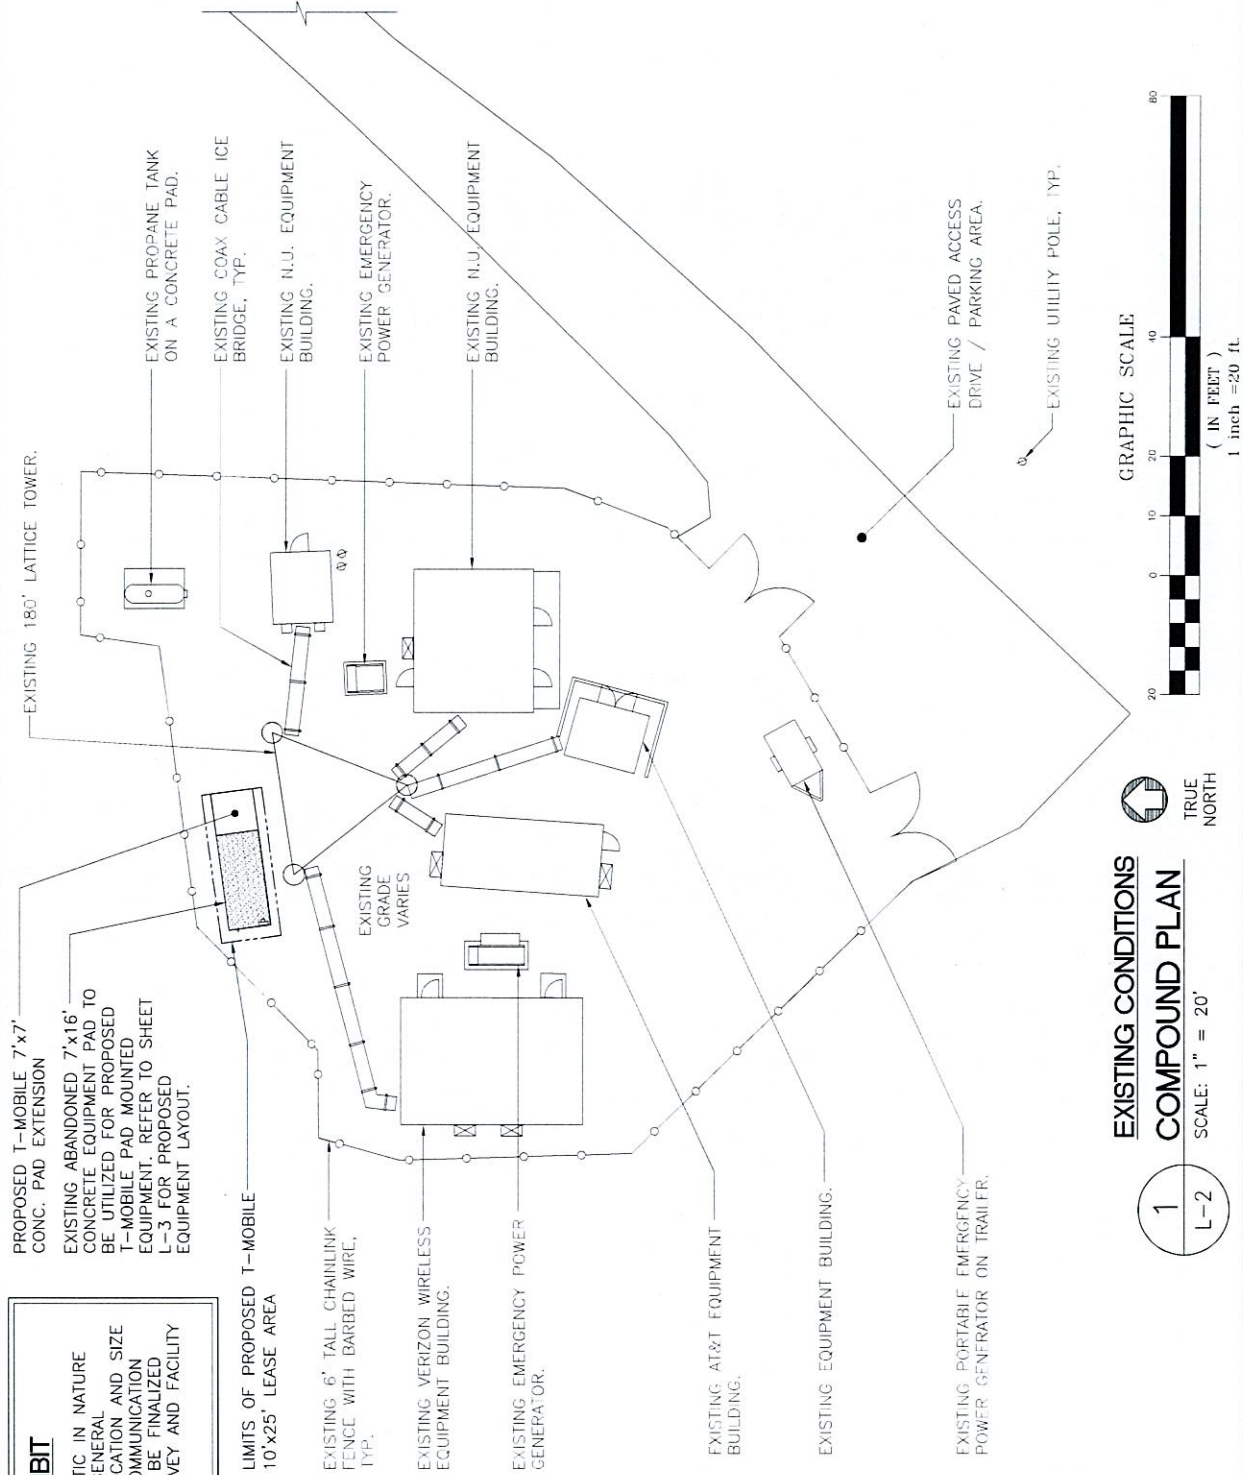 BIT
TIC IN NATURE
ENERAL
CATION AND SIZE
OMMUNICATION
BE FINALIZED
VEY AND FACILITY
PROPOSED T-MOBILE 7'x7'
CONC. PAD EXTENSION
EXISTING ABANDONED 7'x16'
CONCRETE EQUIPMENT PAD TO
BE UTILIZED FOR PROPOSED
T-MOBILE PAD MOUNTED
EQUIPMENT. REFER TO SHEET
L-3 FOR PROPOSED
EQUIPMENT LAYOUT.
EXISTING 180' LATTICE TOWER.
EXISTING PROPANE TANK
ON A CONCRETE PAD.
EXISTING COAX CABLE ICE
BRIDGE, TYP.
EXISTING N.U. EQUIPMENT
BUILDING.
EXISTING EMERGENCY
POWER GENERATOR.
EXISTING N.U. EQUIPMENT
BUILDING.
LIMITS OF PROPOSED T-MOBILE
10'x25' LEASE AREA
EXISTING 6' TALL CHAINLINK
FENCE WITH BARBED WIRE,
TYP.
EXISTING
GRADE
VARIES
EXISTING VERIZON WIRELESS
EQUIPMENT BUILDING.
EXISTING EMERGENCY POWER
GENERATOR.
EXISTING AT&T EQUIPMENT
BUILDING.
EXISTING EQUIPMENT BUILDING.
EXISTING PORTABLE EMERGENCY
POWER GENERATOR ON TRAILER.
EXISTING PAVED ACCESS
DRIVE / PARKING AREA.
EXISTING UTILITY POLE, TYP.
1
L-2
EXISTING CONDITIONS
COMPOUND PLAN
SCALE: 1" = 20'
TRUE
NORTH
GRAPHIC SCALE
20 0 10 20 40 80
( IN FEET )
1 inch =20 ft.